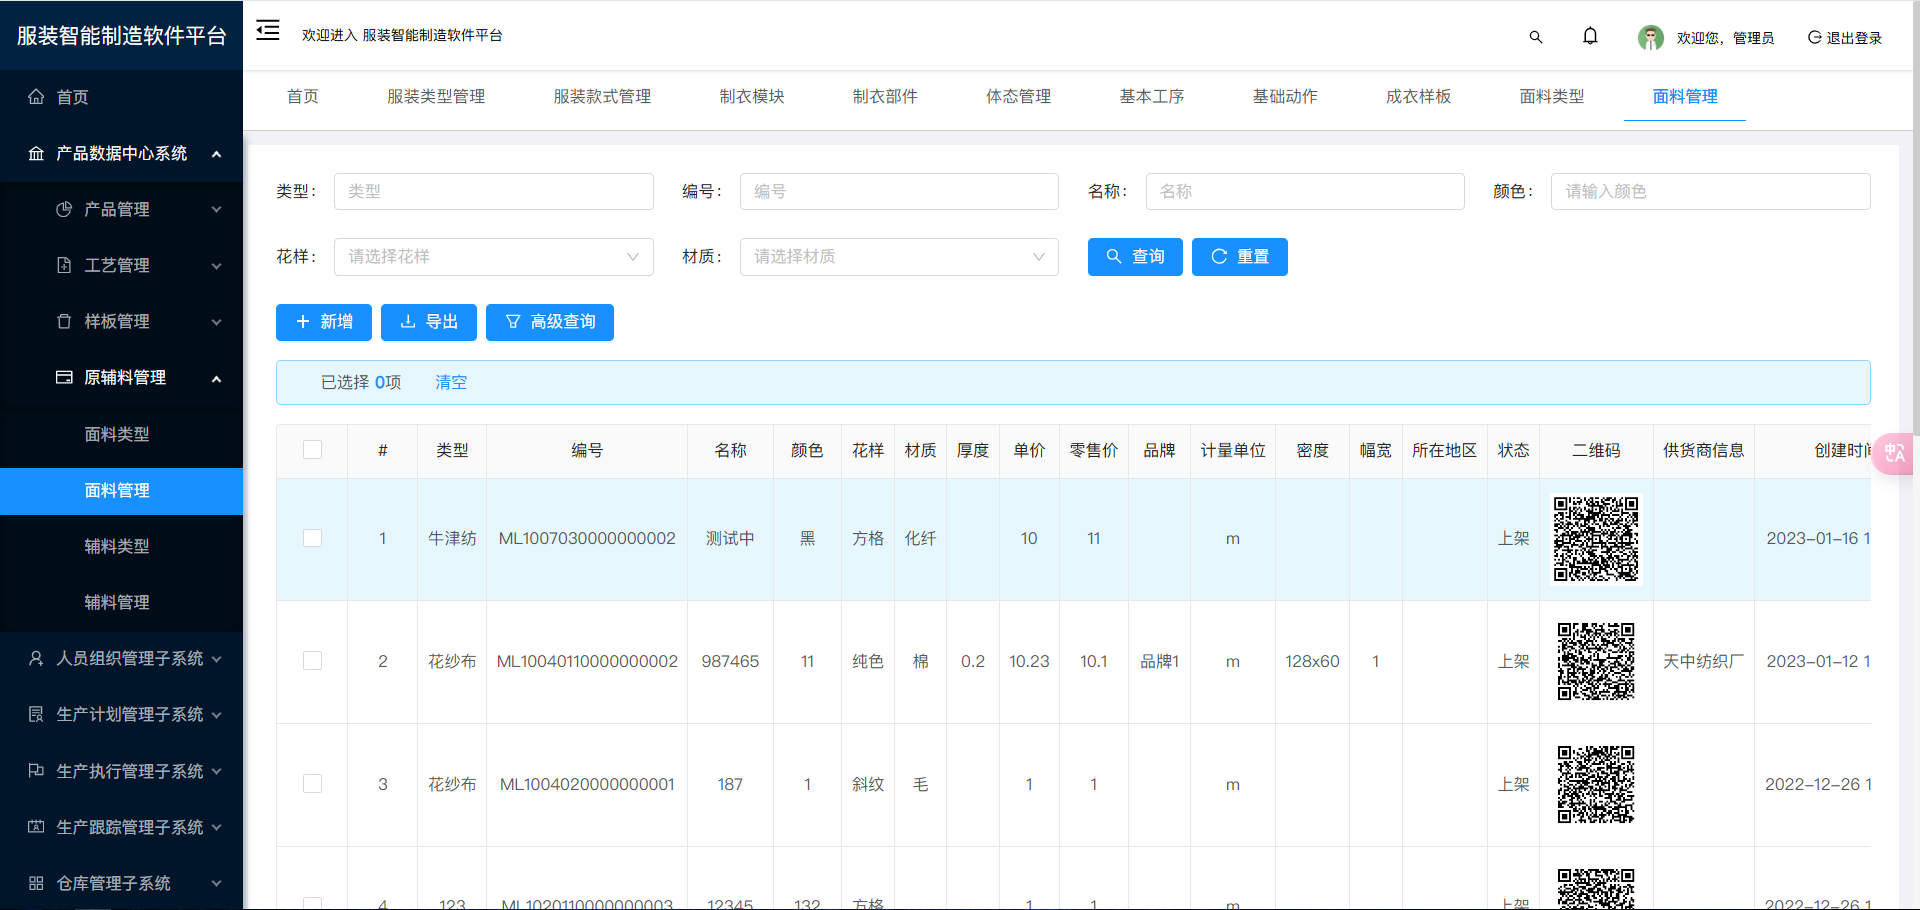 服装智能制造软件平台
欢迎进入 服装智能制造软件平台
欢迎您，管理员
退出登录
首页
产品数据中心系统
产品管理
工艺管理
样板管理
原辅料管理
面料类型
面料管理
辅料类型
辅料管理
人员组织管理子系统
生产计划管理子系统
生产执行管理子系统
生产跟踪管理子系统
仓库管理子系统
首页 服装类型管理 服装款式管理 制衣模块 制衣部件 体态管理 基本工序 基础动作 成衣样板 面料类型 面料管理
类型： 类型 编号： 编号 名称： 名称 颜色： 请输入颜色
花样： 请选择花样 材质： 请选择材质 查询 重置
新增 导出 高级查询
已选择 0项 清空
# 类型 编号 名称 颜色 花样 材质 厚度 单价 零售价 品牌 计量单位 密度 幅宽 所在地区 状态 二维码 供货商信息 创建时间
1 牛津纺 ML1007030000000002 测试中 黑 方格 化纤 10 11 m 上架 2023-01-16 1
2 花纱布 ML10040110000000002 987465 11 纯色 棉 0.2 10.23 10.1 品牌1 m 128x60 1 上架 天中纺织厂 2023-01-12 1
3 花纱布 ML1004020000000001 187 1 斜纹 毛 1 1 m 上架 2022-12-26 1
4 123 ML1020110000000003 12345 132 方格 1 1 m 上架 2022-12-26 1